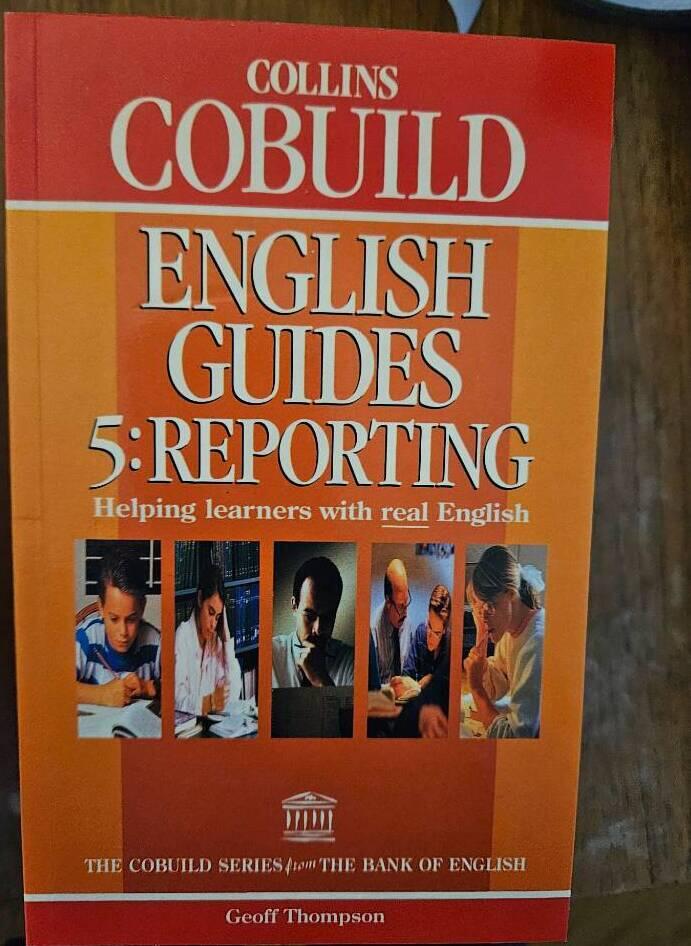 COLLINS
COBUILD
ENGLISH
GUIDES
5:REPORTING
Helping learners with real English
THE COBUILD SERIES from THE BANK OF ENGLISH
Geoff Thompson